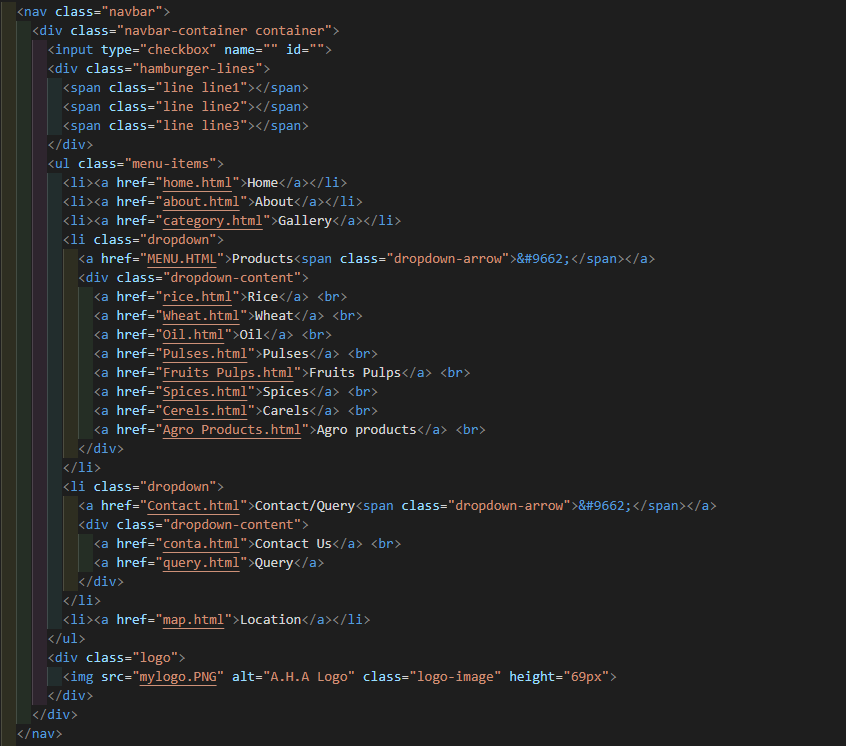 <nav class="navbar">
<div class="navbar-container container">
<input type="checkbox" name="" id="">
<div class="hamburger-lines">
<span class="line line1"></span>
<span class="line line2"></span>
<span class="line line3"></span>
</div>
<ul class="menu-items">
<li><a href="home.html">Home</a></li>
<li><a href="about.html">About</a></li>
<li><a href="category.html">Gallery</a></li>
<li class="dropdown">
<a href="MENU.HTML">Products<span class="dropdown-arrow">&#9662;</span></a>
<div class="dropdown-content">
<a href="rice.html">Rice</a> <br>
<a href="Wheat.html">Wheat</a> <br>
<a href="Oil.html">Oil</a> <br>
<a href="Pulses.html">Pulses</a> <br>
<a href="Fruits Pulps.html">Fruits Pulps</a> <br>
<a href="Spices.html">Spices</a> <br>
<a href="Cerels.html">Carels</a> <br>
<a href="Agro Products.html">Agro products</a> <br>
</div>
</li>
<li class="dropdown">
<a href="Contact.html">Contact/Query<span class="dropdown-arrow">&#9662;</span></a>
<div class="dropdown-content">
<a href="conta.html">Contact Us</a> <br>
<a href="query.html">Query</a>
</div>
</li>
<li><a href="map.html">Location</a></li>
</ul>
<div class="logo">
<img src="mylogo.PNG" alt="A.H.A Logo" class="logo-image" height="69px">
</div>
</div>
</nav>